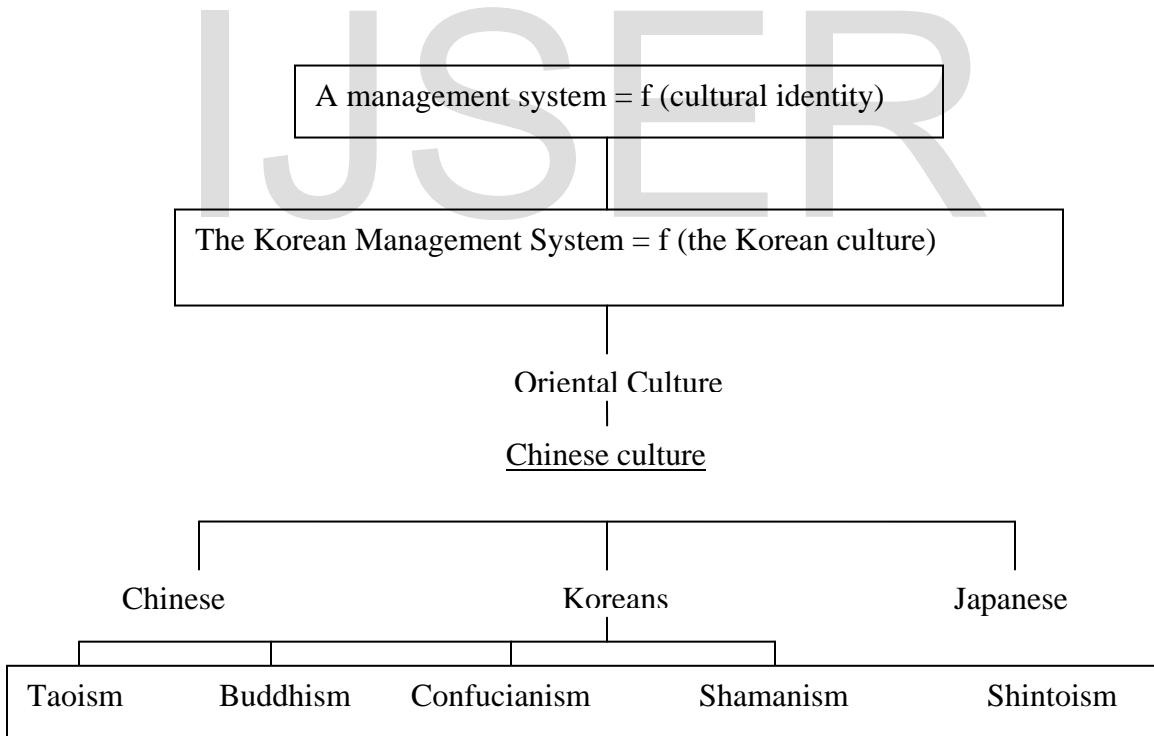 IJSER
A management system = f (cultural identity)
The Korean Management System = f (the Korean culture)
Oriental Culture
Chinese culture
Chinese Koreans Japanese
Taoism Buddhism Confucianism Shamanism Shintoism